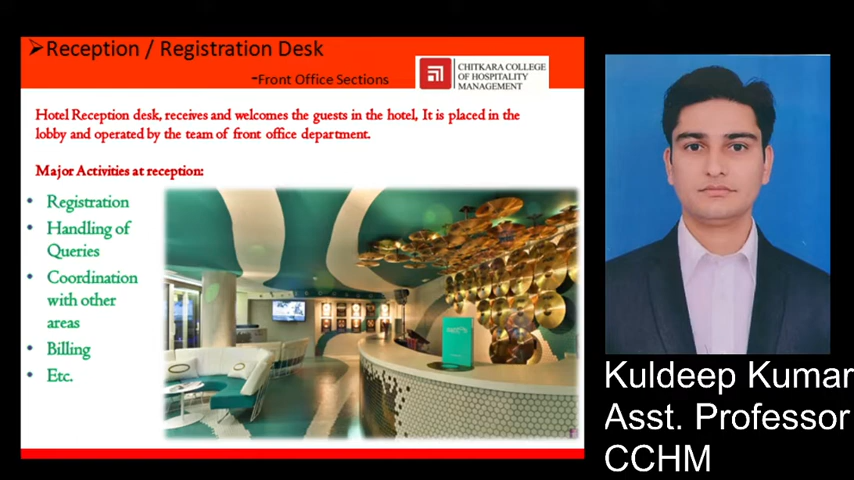 ➤Reception / Registration Desk
-Front Office Sections
CHITKARA COLLEGE
OF HOSPITALITY
MANAGEMENT
Hotel Reception desk, receives and welcomes the guests in the hotel, It is placed in the
lobby and operated by the team of front office department.
Major Activities at reception:
• Registration
• Handling of
Queries
• Coordination
with other
areas
• Billing
• Etc.
Kuldeep Kumar
Asst. Professor
CCHM